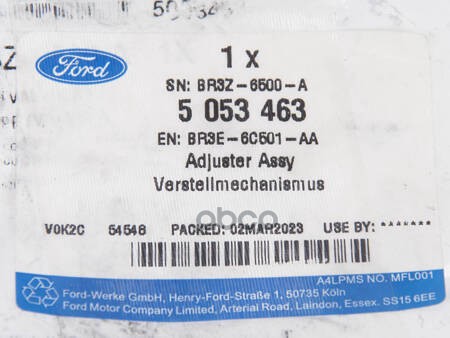 Ford
1 x
SN: BR3Z-6500-A
5 053 463
EN: BR3E-6C501-AA
Adjuster Assy
Verstellmechanismus
V0K2C 54546 PACKED: 02MAR2023 USE BY: *******
A4LPMS NO. MFL001
Ford-Werke GmbH, Henry-Ford-Straße 1, 50735 Köln
Ford Motor Company Limited, Arterial Road, Laindon, Essex. SS15 6EE